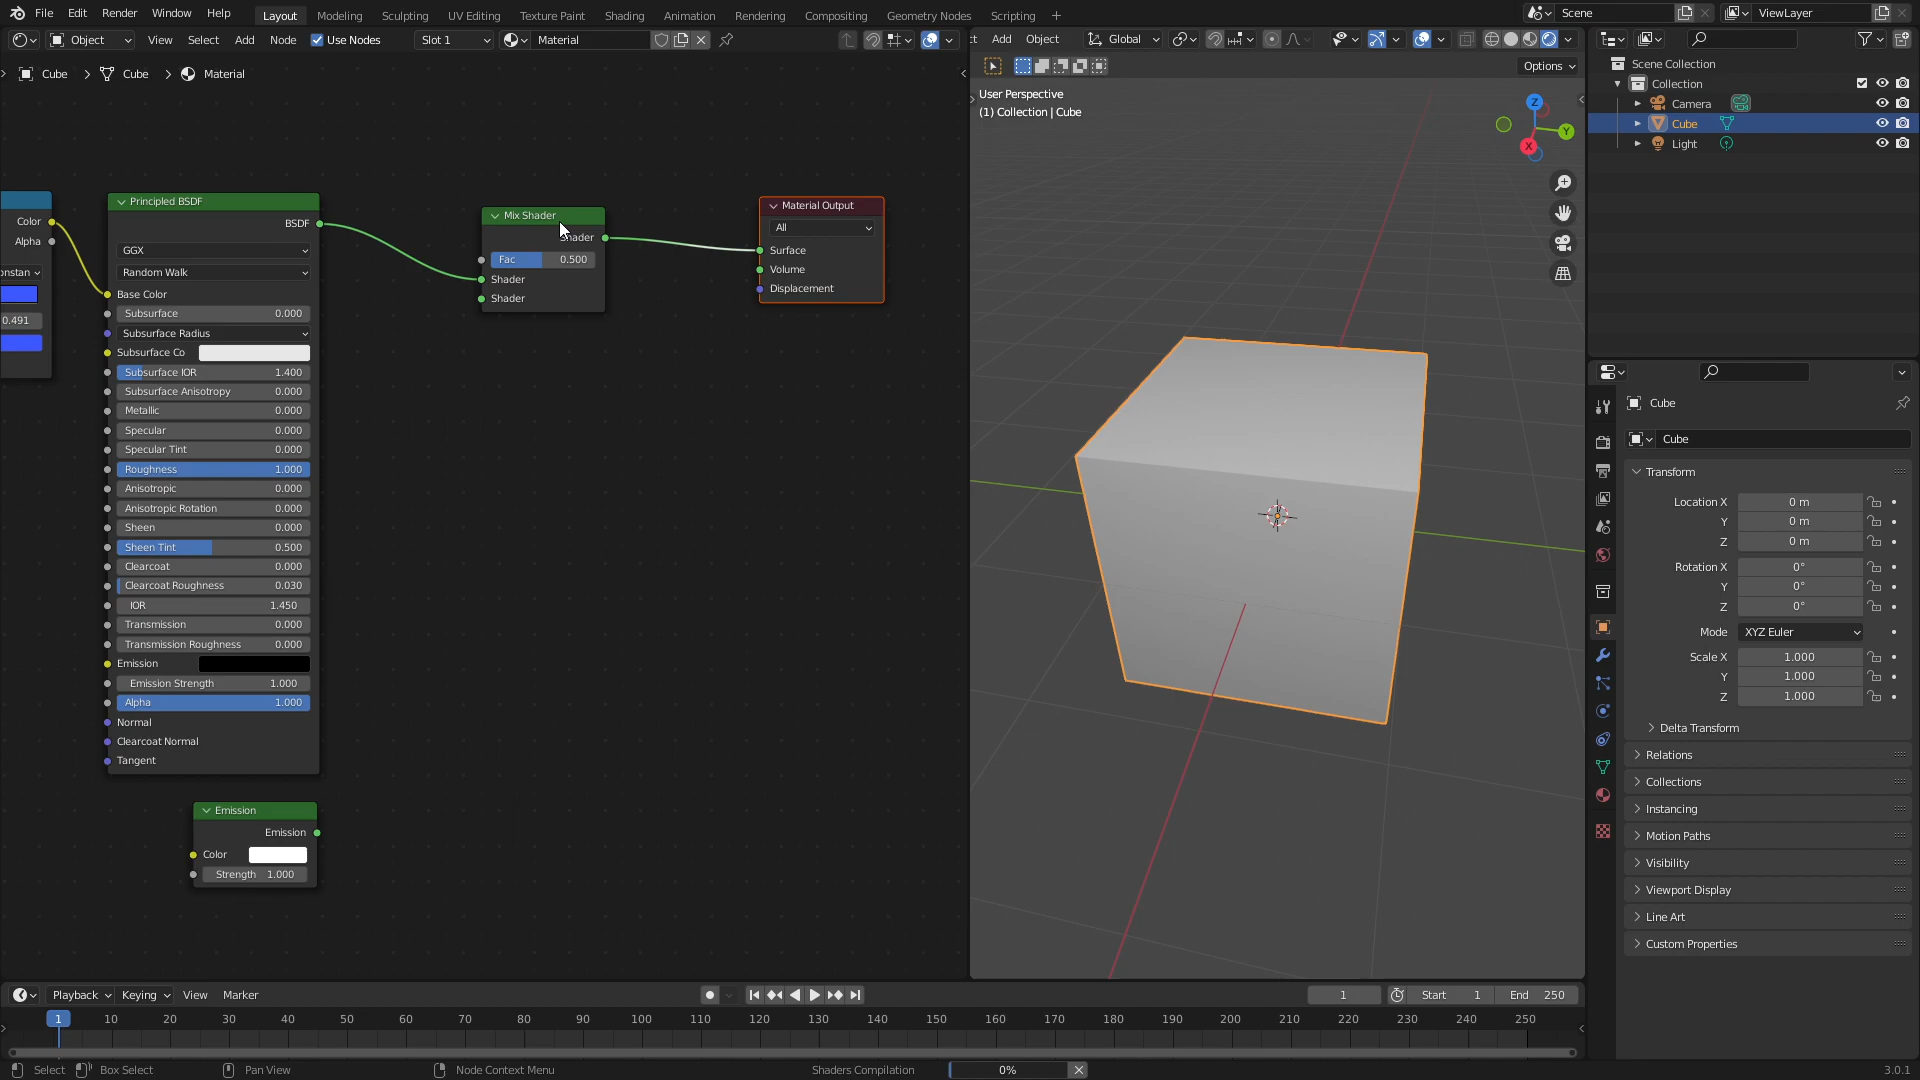 File Edit Render Window Help Layout Modeling Sculpting UV Editing Texture Paint Shading Animation Rendering Compositing Geometry Nodes Scripting + Scene ViewLayer
Object View Select Add Node Use Nodes Slot 1 Material
Add Object Global
Options
Cube > Cube > Material
User Perspective
(1) Collection | Cube
Z
Y
X
Color
Alpha
0.491
Principled BSDF
BSDF
GGX
Random Walk
Base Color
Subsurface 0.000
Subsurface Radius
Subsurface Co
Subsurface IOR 1.400
Subsurface Anisotropy 0.000
Metallic 0.000
Specular 0.000
Specular Tint 0.000
Roughness 1.000
Anisotropic 0.000
Anisotropic Rotation 0.000
Sheen 0.000
Sheen Tint 0.500
Clearcoat 0.000
Clearcoat Roughness 0.030
IOR 1.450
Transmission 0.000
Transmission Roughness 0.000
Emission
Emission Strength 1.000
Alpha 1.000
Normal
Clearcoat Normal
Tangent
Mix Shader
Shader
Fac 0.500
Shader
Shader
Material Output
All
Surface
Volume
Displacement
Emission
Emission
Color
Strength 1.000
Scene Collection
Collection
Camera
Cube
Light
Cube
Cube
Transform
Location X 0 m
Y 0 m
Z 0 m
Rotation X 0°
Y 0°
Z 0°
Mode XYZ Euler
Scale X 1.000
Y 1.000
Z 1.000
Delta Transform
Relations
Collections
Instancing
Motion Paths
Visibility
Viewport Display
Line Art
Custom Properties
Playback Keying View Marker 1 Start 1 End 250
1 10 20 30 40 50 60 70 80 90 100 110 120 130 140 150 160 170 180 190 200 210 220 230 240 250
Select Box Select Pan View Node Context Menu Shaders Compilation 0% 3.0.1